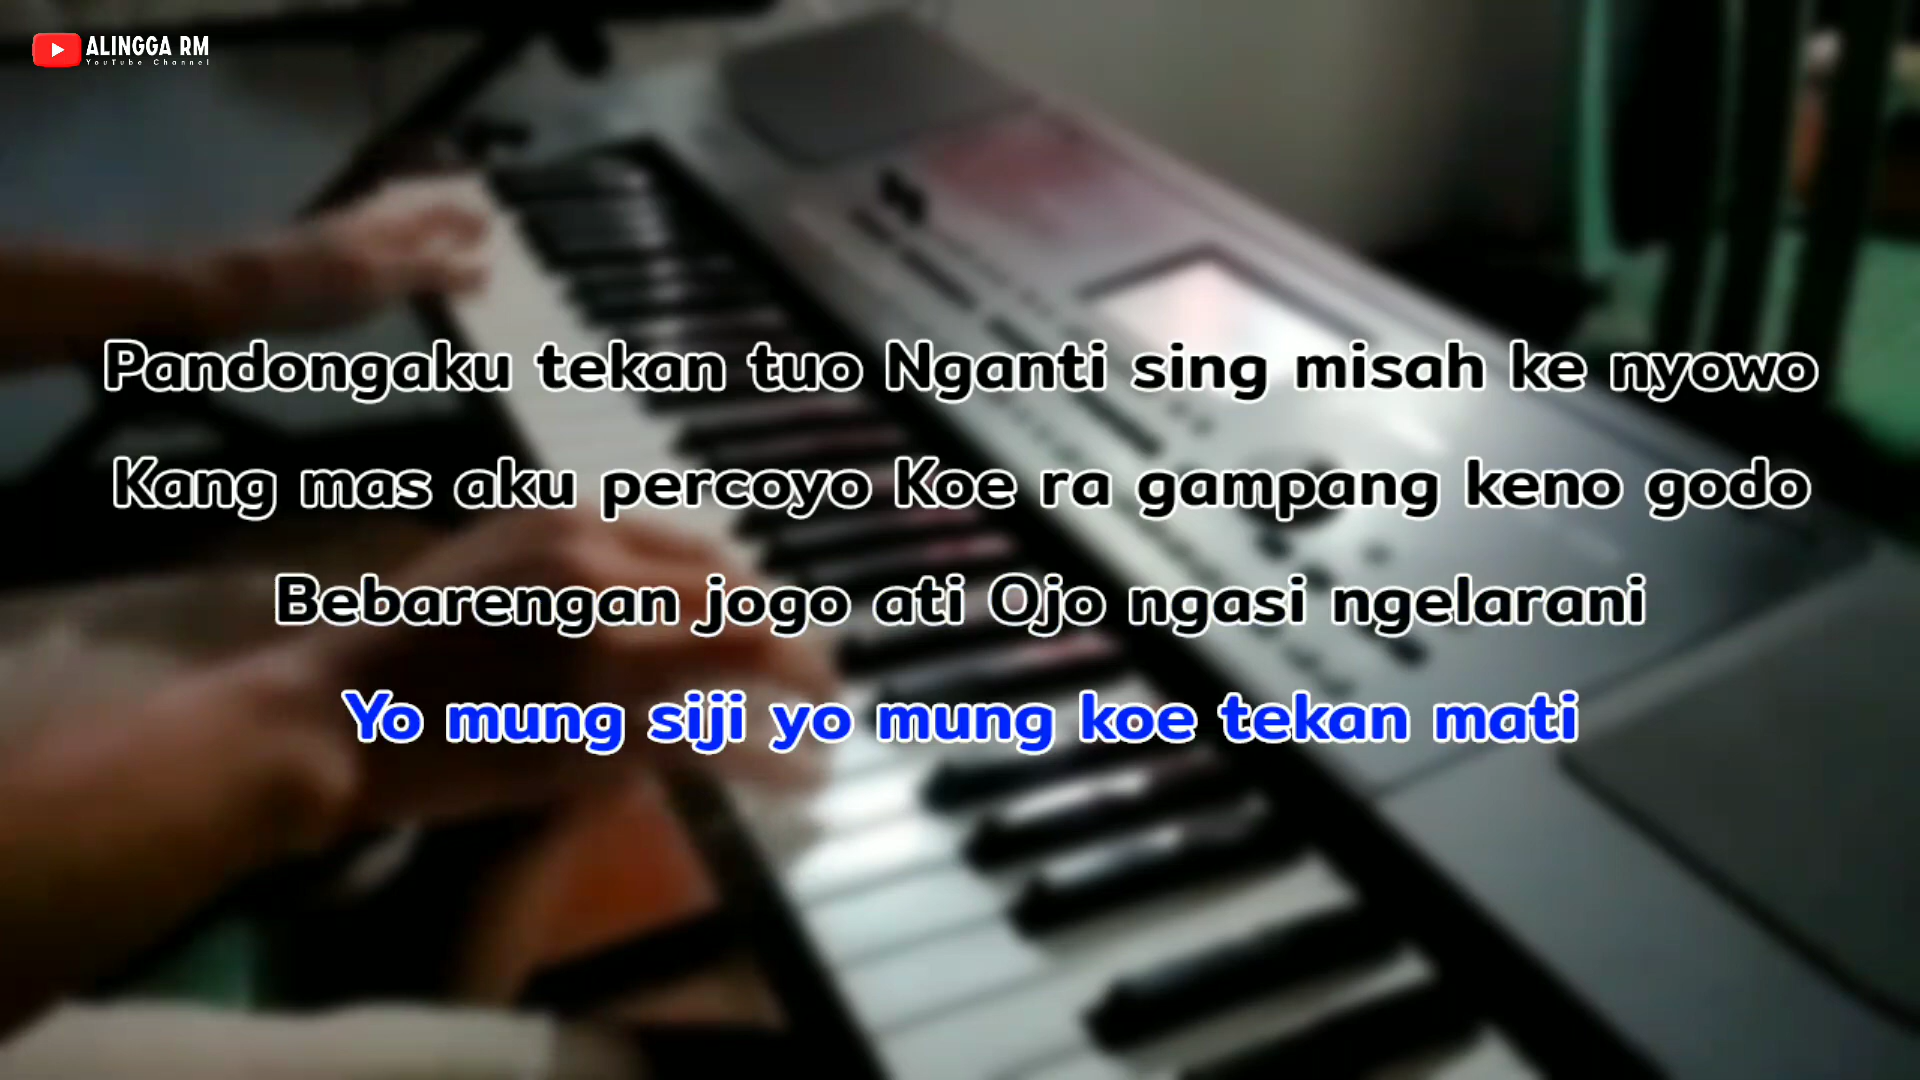 ALINGGA RM
YouTube Channel
Pandongaku tekan tuo Nganti sing misah ke nyowo
Kang mas aku percoyo Koe ra gampang keno godo
Bebarengan jogo ati Ojo ngasi ngelarani
Yo mung siji yo mung koe tekan mati